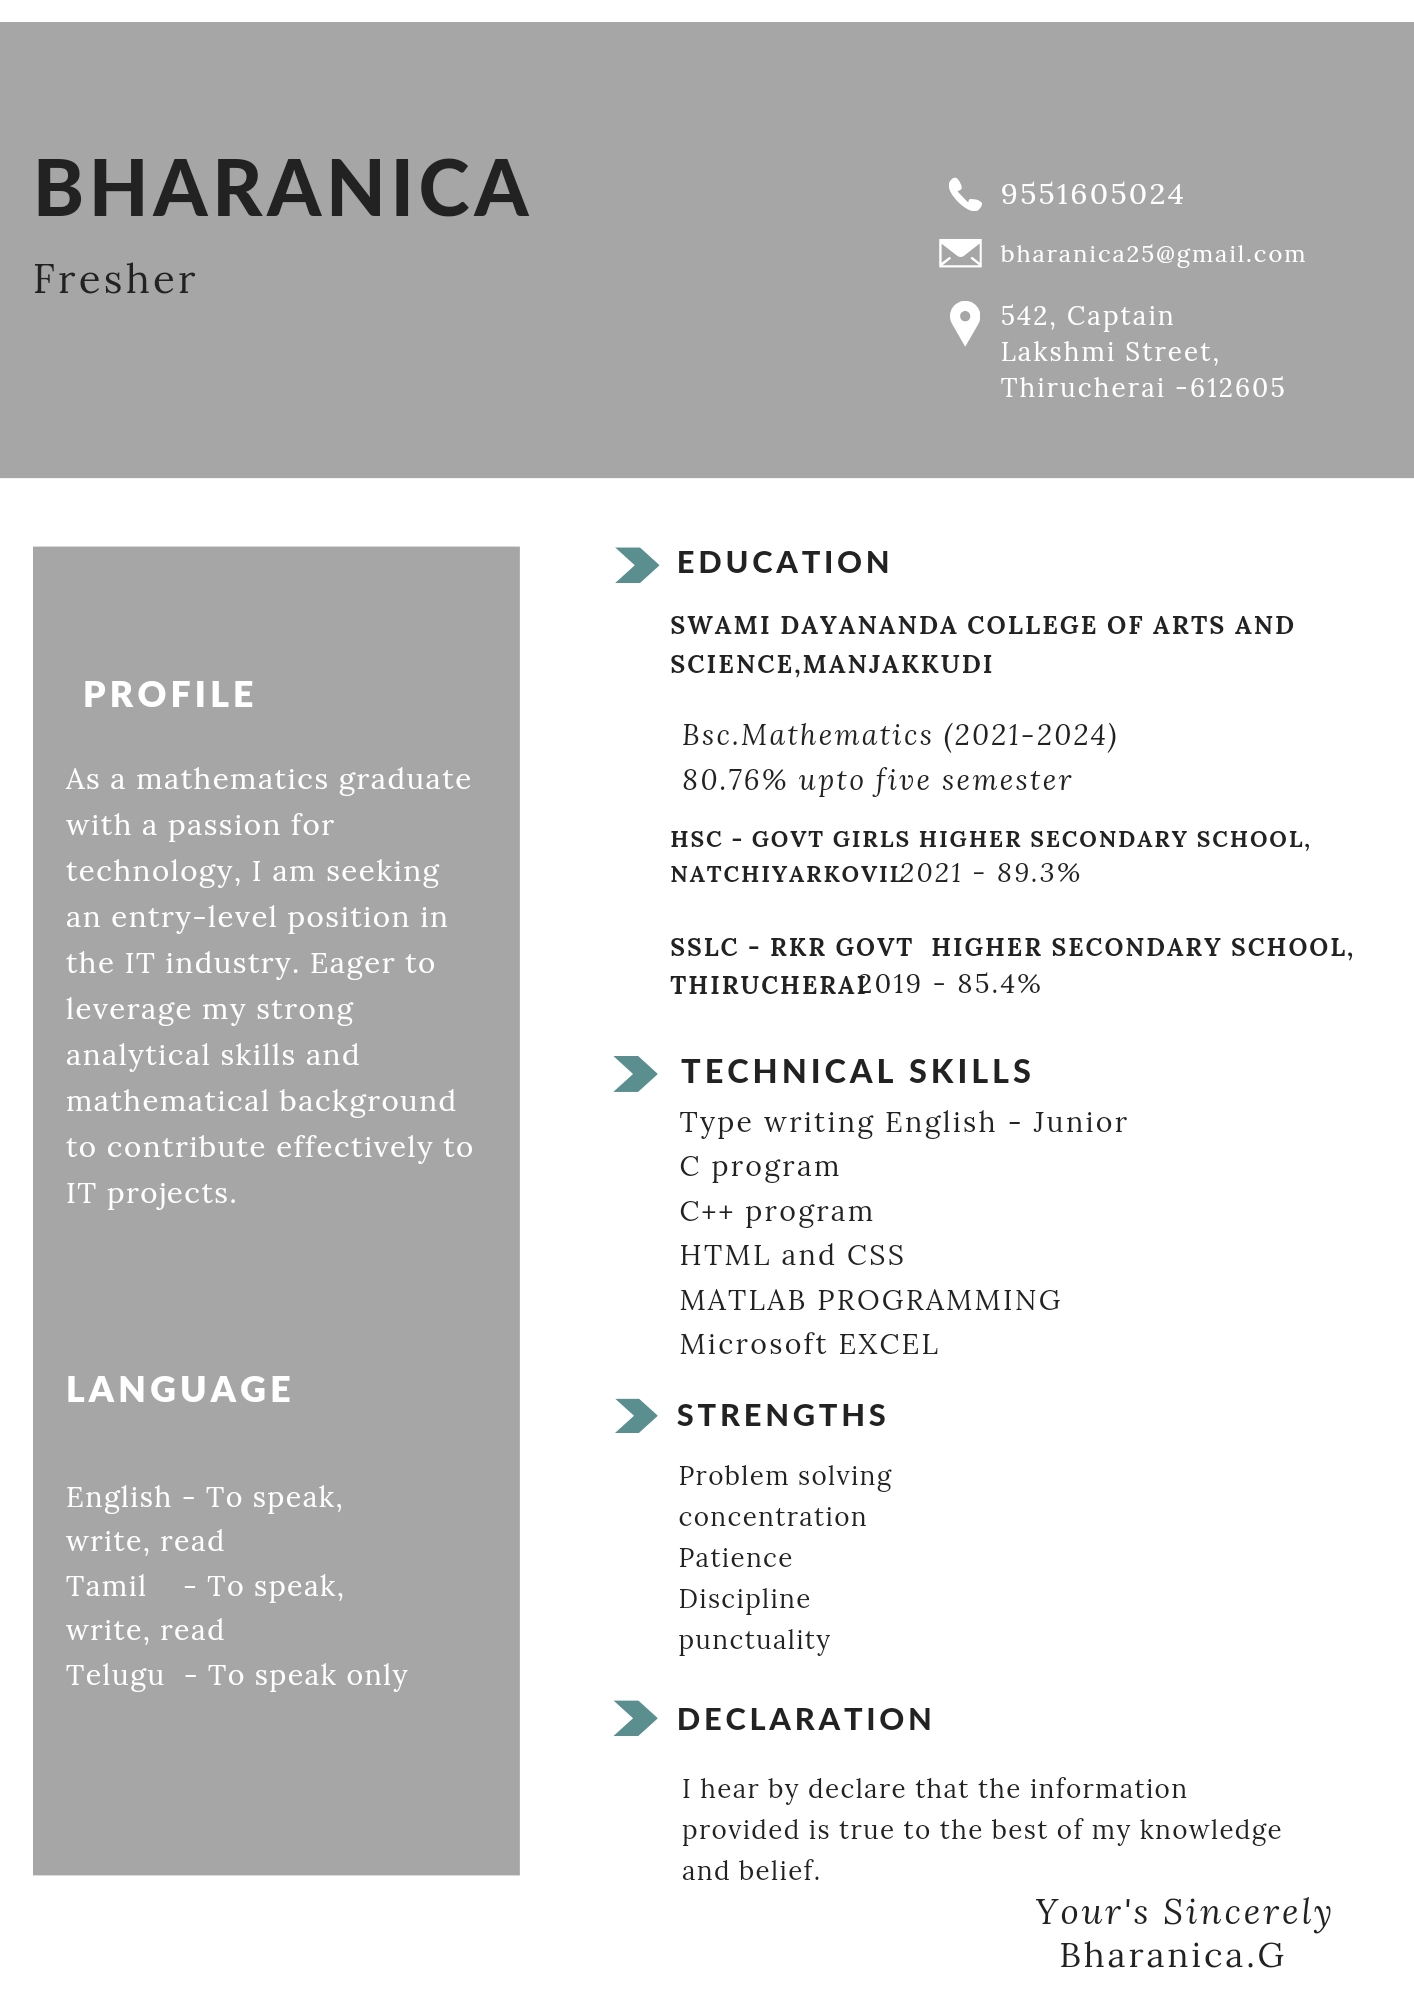 BHARANICA
Fresher
9551605024
bharanica25@gmail.com
542, Captain
Lakshmi Street,
Thirucherai -612605
PROFILE
As a mathematics graduate
with a passion for
technology, I am seeking
an entry-level position in
the IT industry. Eager to
leverage my strong
analytical skills and
mathematical background
to contribute effectively to
IT projects.
LANGUAGE
English - To speak,
write, read
Tamil - To speak,
write, read
Telugu - To speak only
EDUCATION
SWAMI DAYANANDA COLLEGE OF ARTS AND
SCIENCE,MANJAKKUDI
Bsc.Mathematics (2021-2024)
80.76% upto five semester
HSC - GOVT GIRLS HIGHER SECONDARY SCHOOL,
NATCHIYARKOVIL 2021 - 89.3%
SSLC - RKR GOVT HIGHER SECONDARY SCHOOL,
THIRUCHERAI 2019 - 85.4%
TECHNICAL SKILLS
Type writing English - Junior
C program
C++ program
HTML and CSS
MATLAB PROGRAMMING
Microsoft EXCEL
STRENGTHS
Problem solving
concentration
Patience
Discipline
punctuality
DECLARATION
I hear by declare that the information
provided is true to the best of my knowledge
and belief.
Your's Sincerely
Bharanica.G